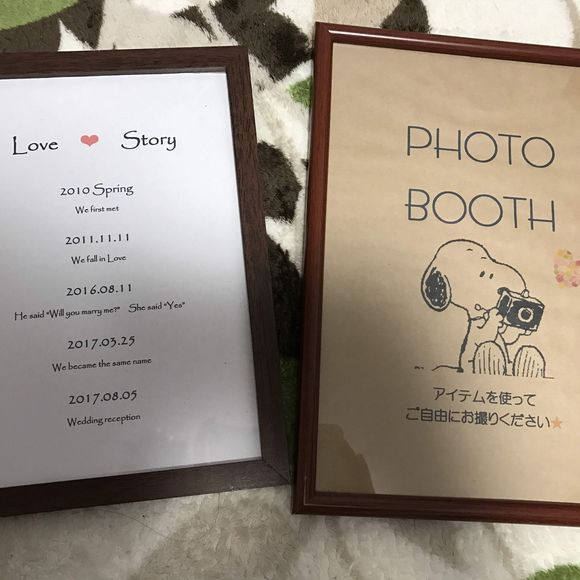 Love ❤ Story
2010 Spring
We first met
2011.11.11
We fall in Love
2016.08.11
He said "Will you marry me?" She said "Yes"
2017.03.25
We became the same name
2017.08.05
Wedding reception
PHOTO
BOOTH
アイテムを使って
ご自由にお撮りください★